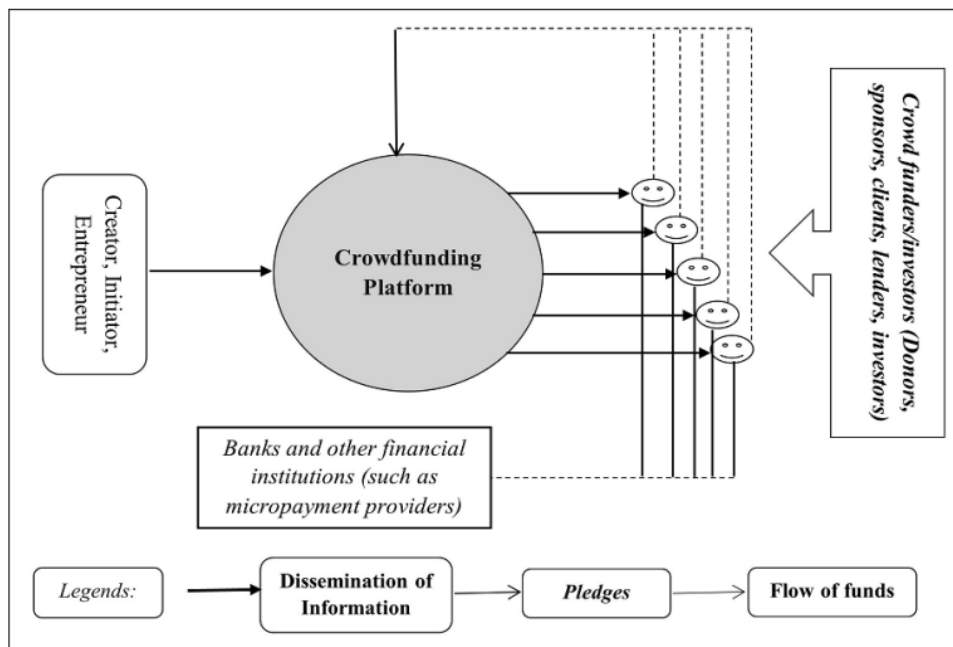 Creator, Initiator,
Entrepreneur
Crowdfunding
Platform
Crowd funders/investors (Donors,
sponsors, clients, lenders, investors)
Banks and other financial
institutions (such as
micropayment providers)
Legends:
Dissemination of
Information
Pledges
Flow of funds